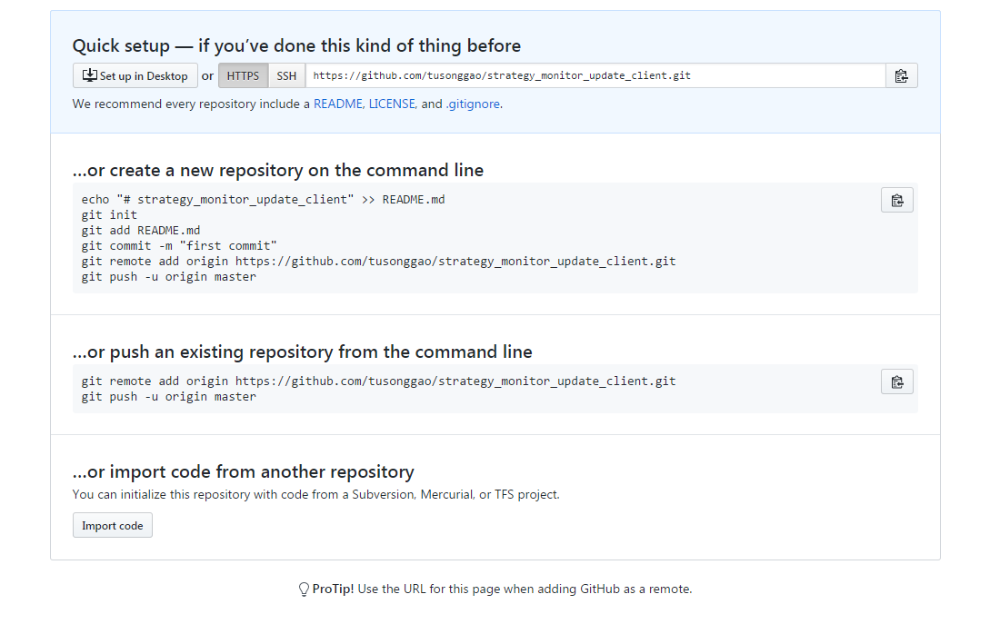 Quick setup — if you’ve done this kind of thing before
Set up in Desktop or HTTPS SSH https://github.com/tusonggao/strategy_monitor_update_client.git
We recommend every repository include a README, LICENSE, and .gitignore.
…or create a new repository on the command line
echo "# strategy_monitor_update_client" >> README.md
git init
git add README.md
git commit -m "first commit"
git remote add origin https://github.com/tusonggao/strategy_monitor_update_client.git
git push -u origin master
…or push an existing repository from the command line
git remote add origin https://github.com/tusonggao/strategy_monitor_update_client.git
git push -u origin master
…or import code from another repository
You can initialize this repository with code from a Subversion, Mercurial, or TFS project.
Import code
ProTip! Use the URL for this page when adding GitHub as a remote.